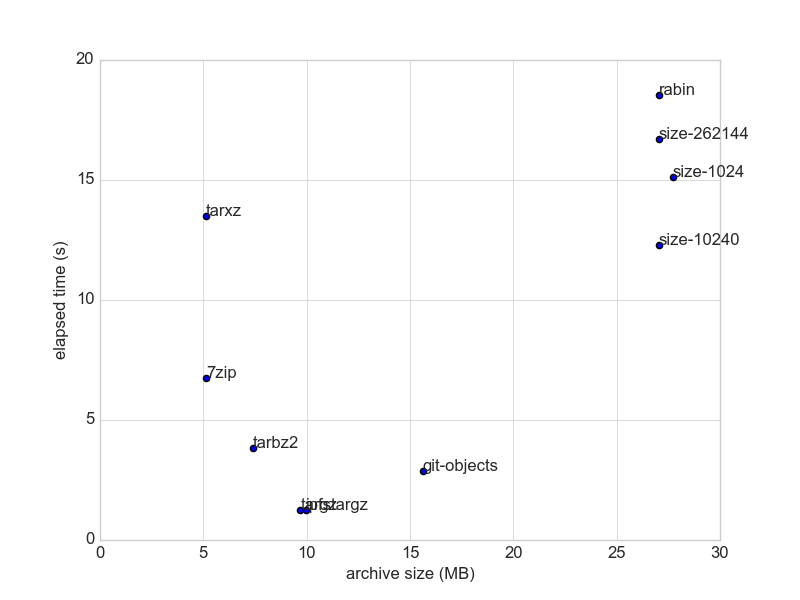 20
rabin
size-262144
size-1024
15
tarxz
size-10240
elapsed time (s)
10
7zip
5
tarbz2
git-objects
0
0 5 10 15 20 25 30
archive size (MB)